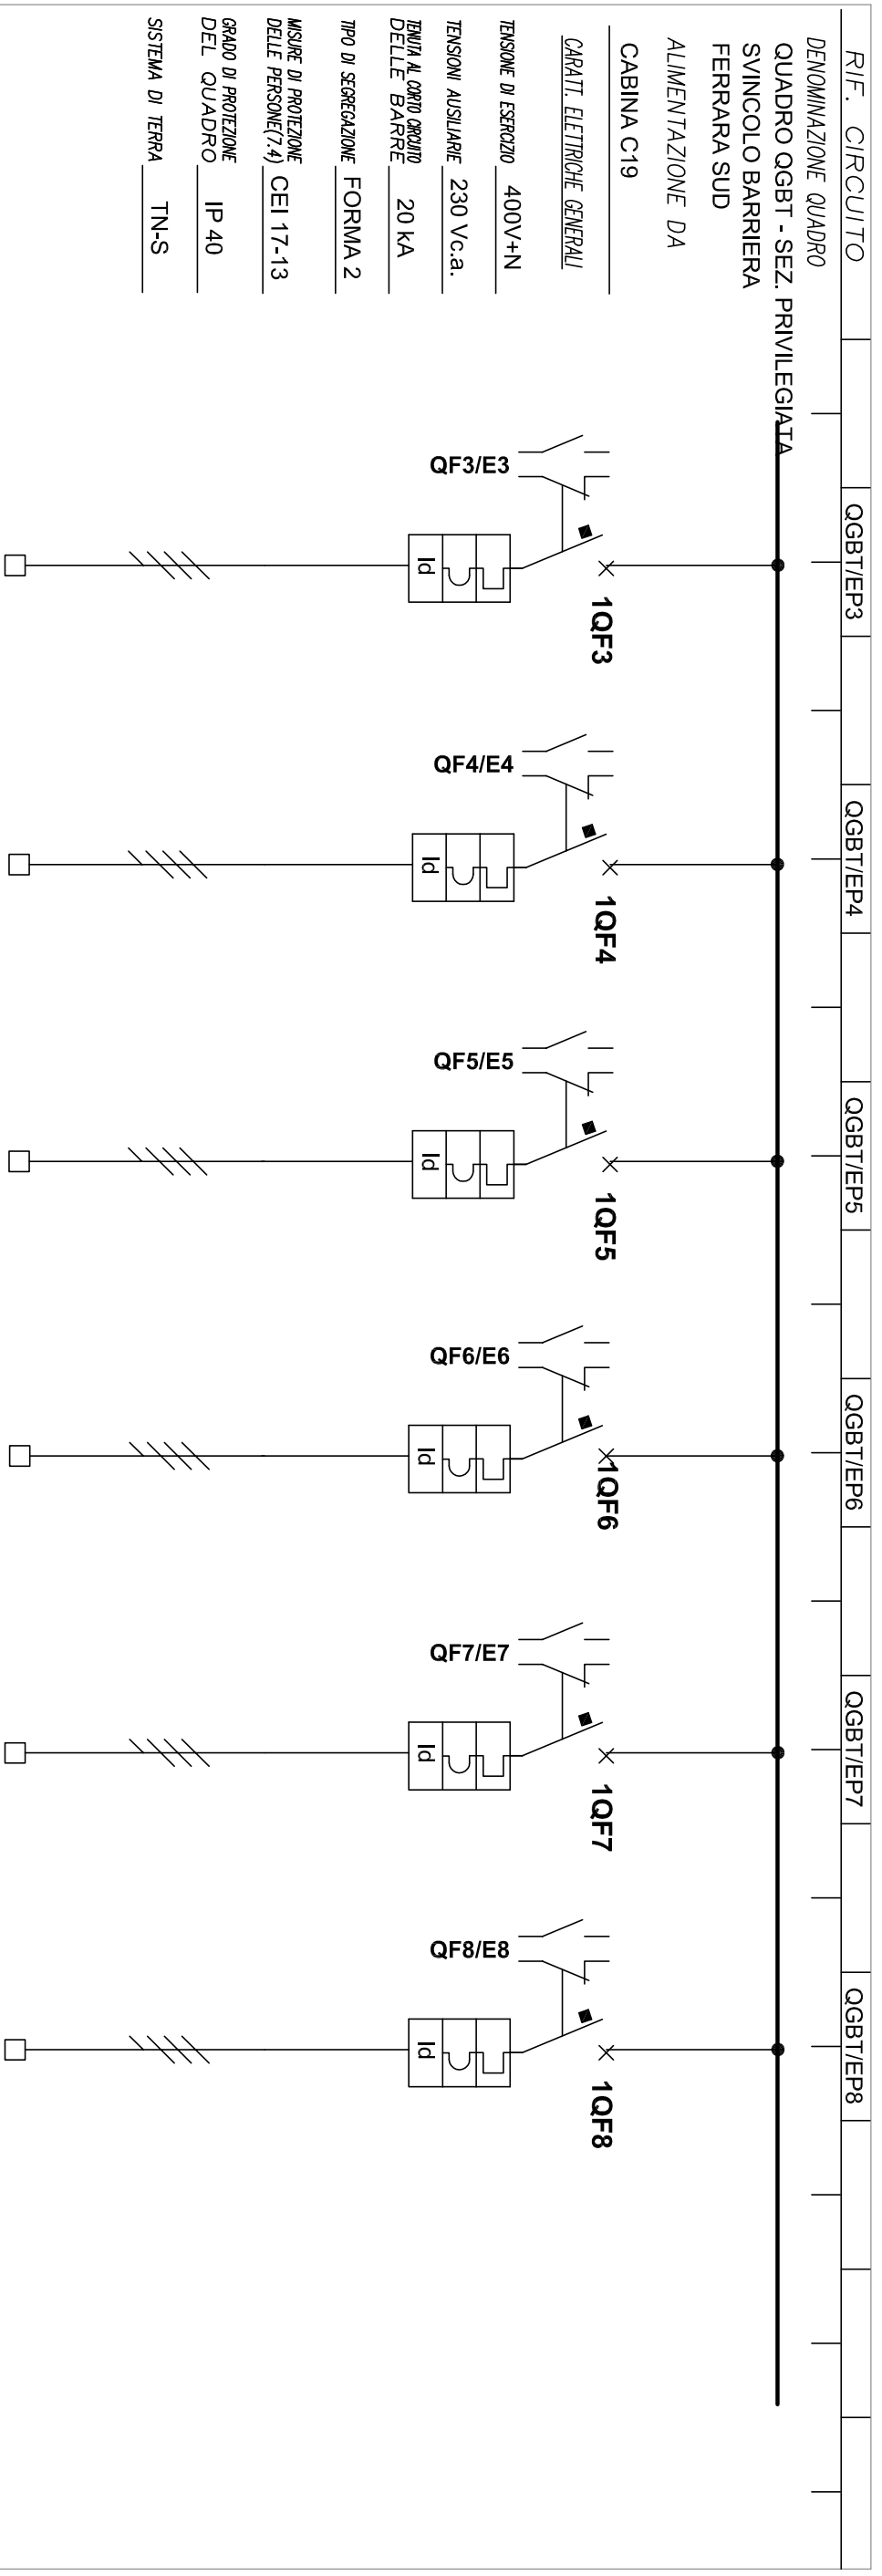 RIF. CIRCUITO
QGBT/EP3
QGBT/EP4
QGBT/EP5
QGBT/EP6
QGBT/EP7
QGBT/EP8
DENOMINAZIONE QUADRO
QUADRO QGBT - SEZ. PRIVILEGIATA
SVINCOLO BARRIERA
FERRARA SUD
ALIMENTAZIONE DA
CABINA C19
CARATT. ELETTRICHE GENERALI
TENSIONE DI ESERCIZIO
400V+N
TENSIONI AUSILIARIE
230 Vc.a.
TENUTA AL CORTO CIRCUITO
DELLE BARRE
20 kA
TIPO DI SEGREGAZIONE
FORMA 2
MISURE DI PROTEZIONE
DELLE PERSONE(7.4)
CEI 17-13
GRADO DI PROTEZIONE
DEL QUADRO
IP 40
SISTEMA DI TERRA
TN-S
1QF3
QF3/E3
Id
1QF4
QF4/E4
Id
1QF5
QF5/E5
Id
1QF6
QF6/E6
Id
1QF7
QF7/E7
Id
1QF8
QF8/E8
Id